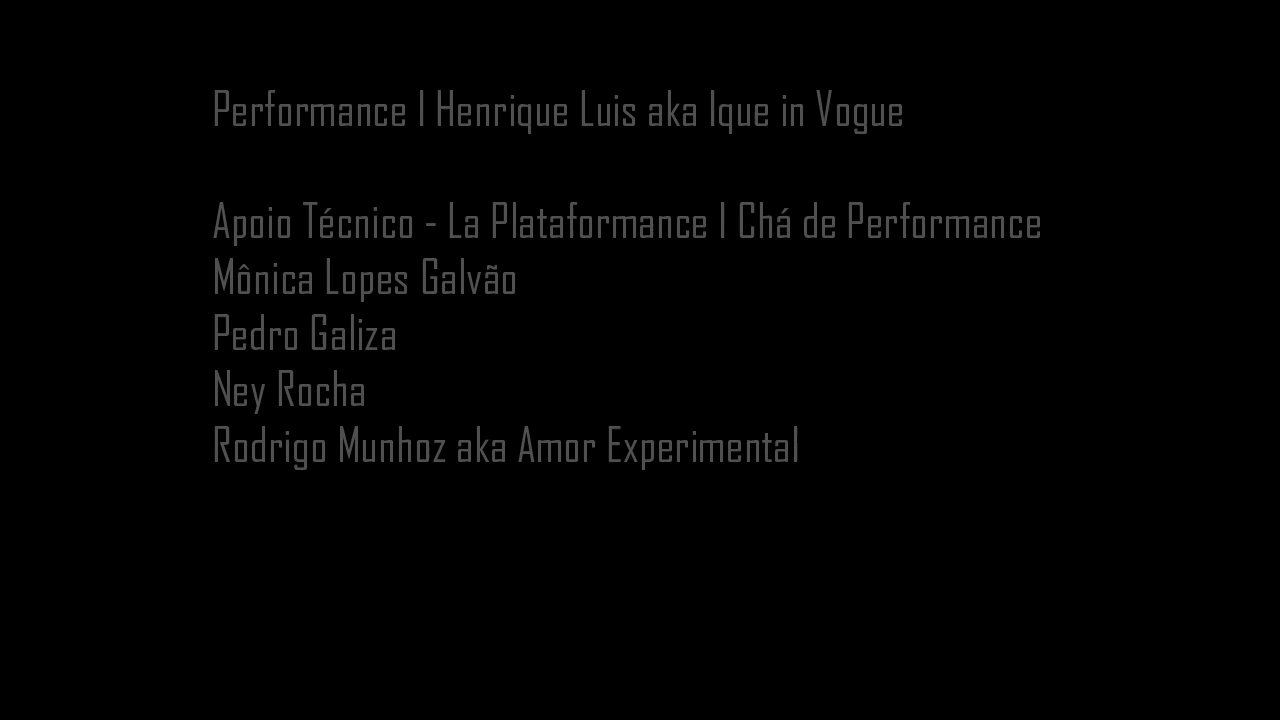 Performance | Henrique Luis aka Ique in Vogue
Apoio Técnico - La Plataformance | Chá de Performance
Mônica Lopes Galvão
Pedro Galiza
Ney Rocha
Rodrigo Munhoz aka Amor Experimental